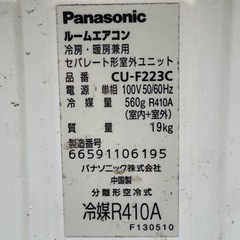 Panasonic
ルームエアコン
冷房・暖房兼用
セパレート形室外ユニット
品番 CU-F223C
電源 単相 100V 50/60Hz
冷媒量 560g R410A
(室内+室外)
質量 19kg
製造番号
66591106195
パナソニック株式会社
中国製
分離形空冷式
冷媒R410A
F130510